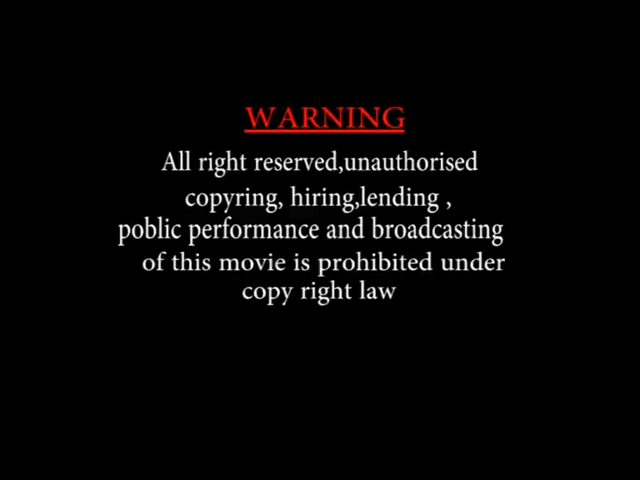 WARNING
All right reserved,unauthorised
copyring, hiring,lending ,
poblic performance and broadcasting
of this movie is prohibited under
copy right law